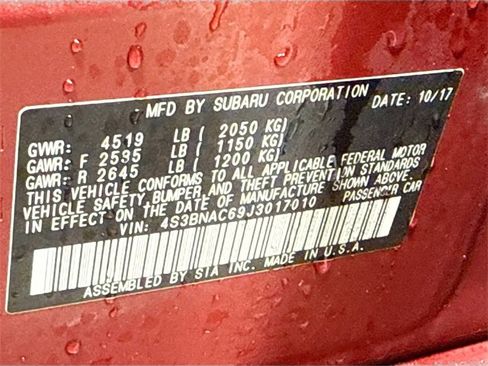 MFD BY SUBARU CORPORATION DATE: 10/17
GVWR: 4519 LB ( 2050 KG)
GAWR: F 2535 LB ( 1150 KG)
GAWR: R 2645 LB ( 1200 KG)
THIS VEHICLE CONFORMS TO ALL APPLICABLE FEDERAL MOTOR
VEHICLE SAFETY, BUMPER, AND THEFT PREVENTION STANDARDS
IN EFFECT ON THE DATE OF MANUFACTURE SHOWN ABOVE.
VIN: 4S3BNAC69J3017010 PASSENGER CAR
ASSEMBLED BY SIA INC. MADE IN U.S.A.